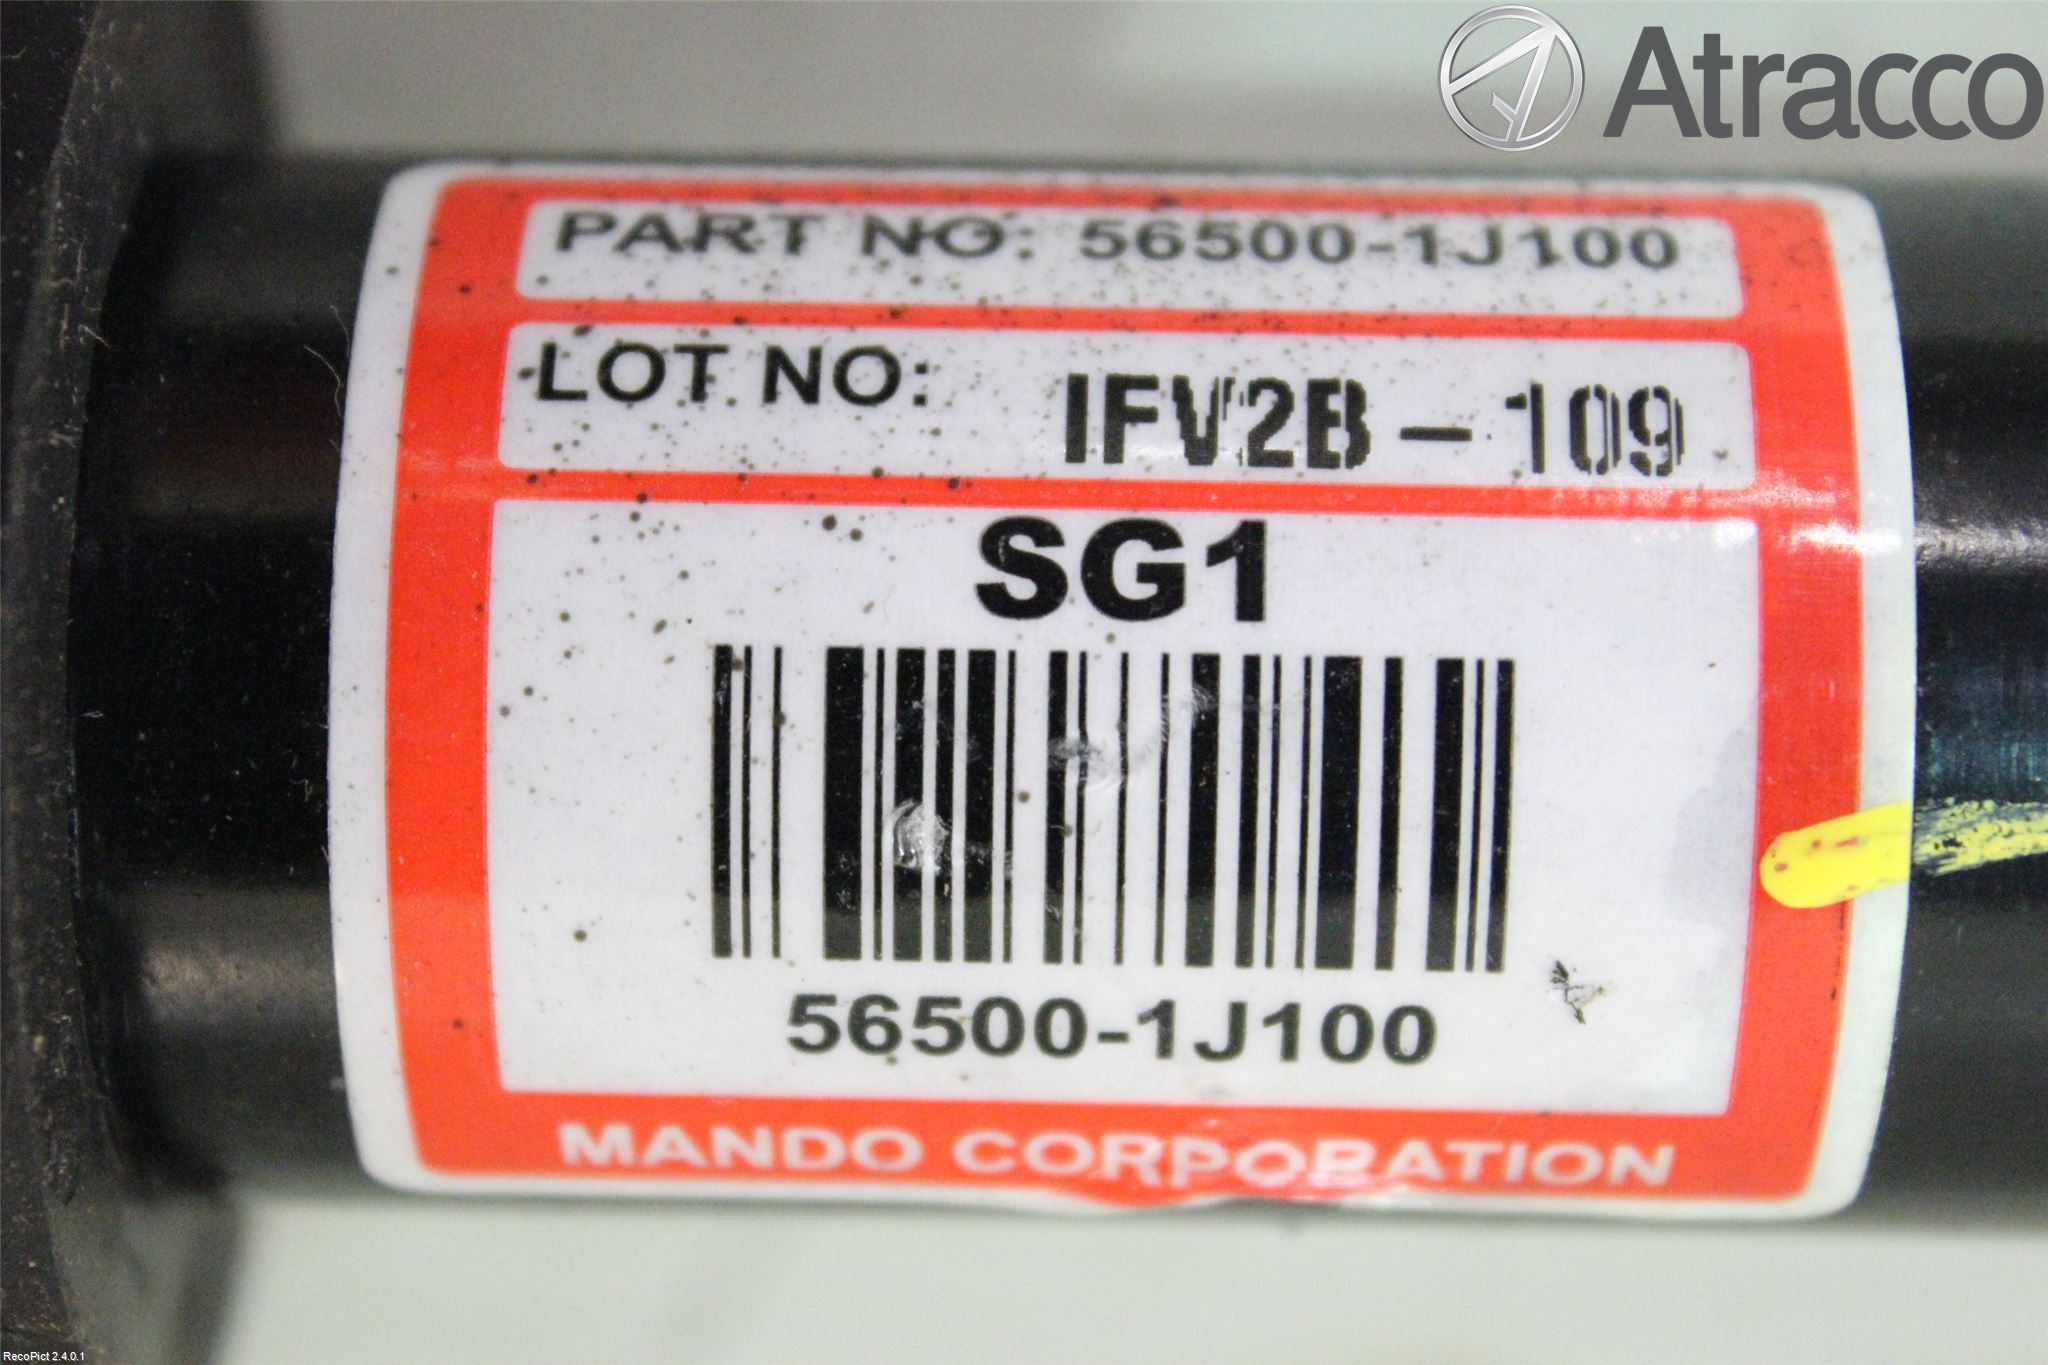 Atracco
PART NO: 56500-1J100
LOT NO: IFV2B-109
SG1
56500-1J100
MANDO CORPORATION
RecoPict 2.4.0.1